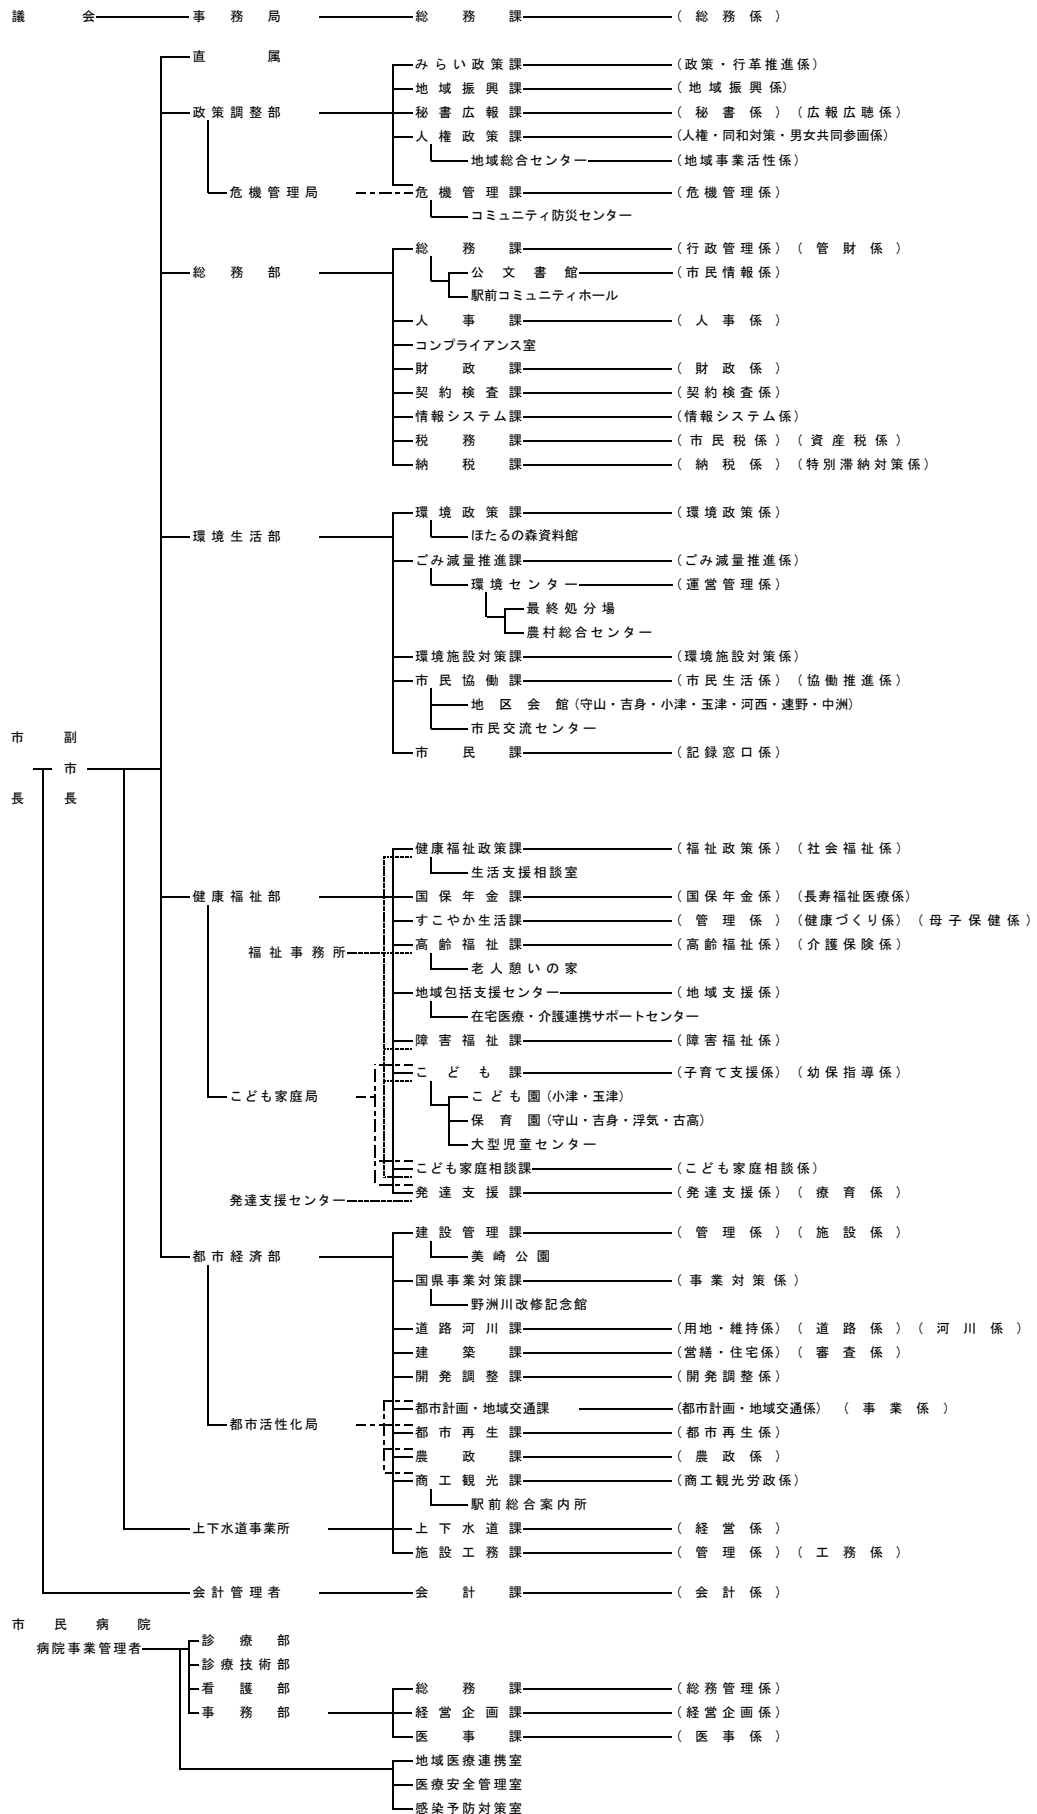 議会 事務局 総務課 (総務係)
直属
みらい政策課 (政策・行革推進係)
地域振興課 (地域振興係)
政策調整部 秘書広報課 (秘書係) (広報広聴係)
人権政策課 (人権・同和対策・男女共同参画係)
地域総合センター (地域事業活性係)
危機管理局 危機管理課 (危機管理係)
コミュニティ防災センター
総務課 (行政管理係) (管財係)
総務部 公文書館 (市民情報係)
駅前コミュニティホール
人事課 (人事係)
コンプライアンス室
財政課 (財政係)
契約検査課 (契約検査係)
情報システム課 (情報システム係)
税務課 (市民税係) (資産税係)
納税課 (納税係) (特別滞納対策係)
環境政策課 (環境政策係)
環境生活部 ほたるの森資料館
ごみ減量推進課 (ごみ減量推進係)
環境センター (運営管理係)
最終処分場
農村総合センター
環境施設対策課 (環境施設対策係)
市民協働課 (市民生活係) (協働推進係)
地区会館 (守山・吉身・小津・玉津・河西・速野・中洲)
市民交流センター
市長 副市長
市民課 (記録窓口係)
健康福祉政策課 (福祉政策係) (社会福祉係)
生活支援相談室
健康福祉部 国保年金課 (国保年金係) (長寿福祉医療係)
すこやか生活課 (管理係) (健康づくり係) (母子保健係)
福祉事務所 高齢福祉課 (高齢福祉係) (介護保険係)
老人憩いの家
地域包括支援センター (地域支援係)
在宅医療・介護連携サポートセンター
障害福祉課 (障害福祉係)
こども課 (子育て支援係) (幼保指導係)
こども家庭局 こども園 (小津・玉津)
保育園 (守山・吉身・浮気・古高)
大型児童センター
こども家庭相談課 (こども家庭相談係)
発達支援センター 発達支援課 (発達支援係) (療育係)
建設管理課 (管理係) (施設係)
都市経済部 美崎公園
国県事業対策課 (事業対策係)
野洲川改修記念館
道路河川課 (用地・維持係) (道路係) (河川係)
建築課 (営繕・住宅係) (審査係)
開発調整課 (開発調整係)
都市計画・地域交通課 (都市計画・地域交通係) (事業係)
都市活性化局 都市再生課 (都市再生係)
農政課 (農政係)
商工観光課 (商工観光労政係)
駅前総合案内所
上下水道事業所 上下水道課 (経営係)
施設工務課 (管理係) (工務係)
会計管理者 会計課 (会計係)
市民病院
病院事業管理者 診療部
診療技術部
看護部 総務課 (総務管理係)
事務部 経営企画課 (経営企画係)
医事課 (医事係)
地域医療連携室
医療安全管理室
感染予防対策室